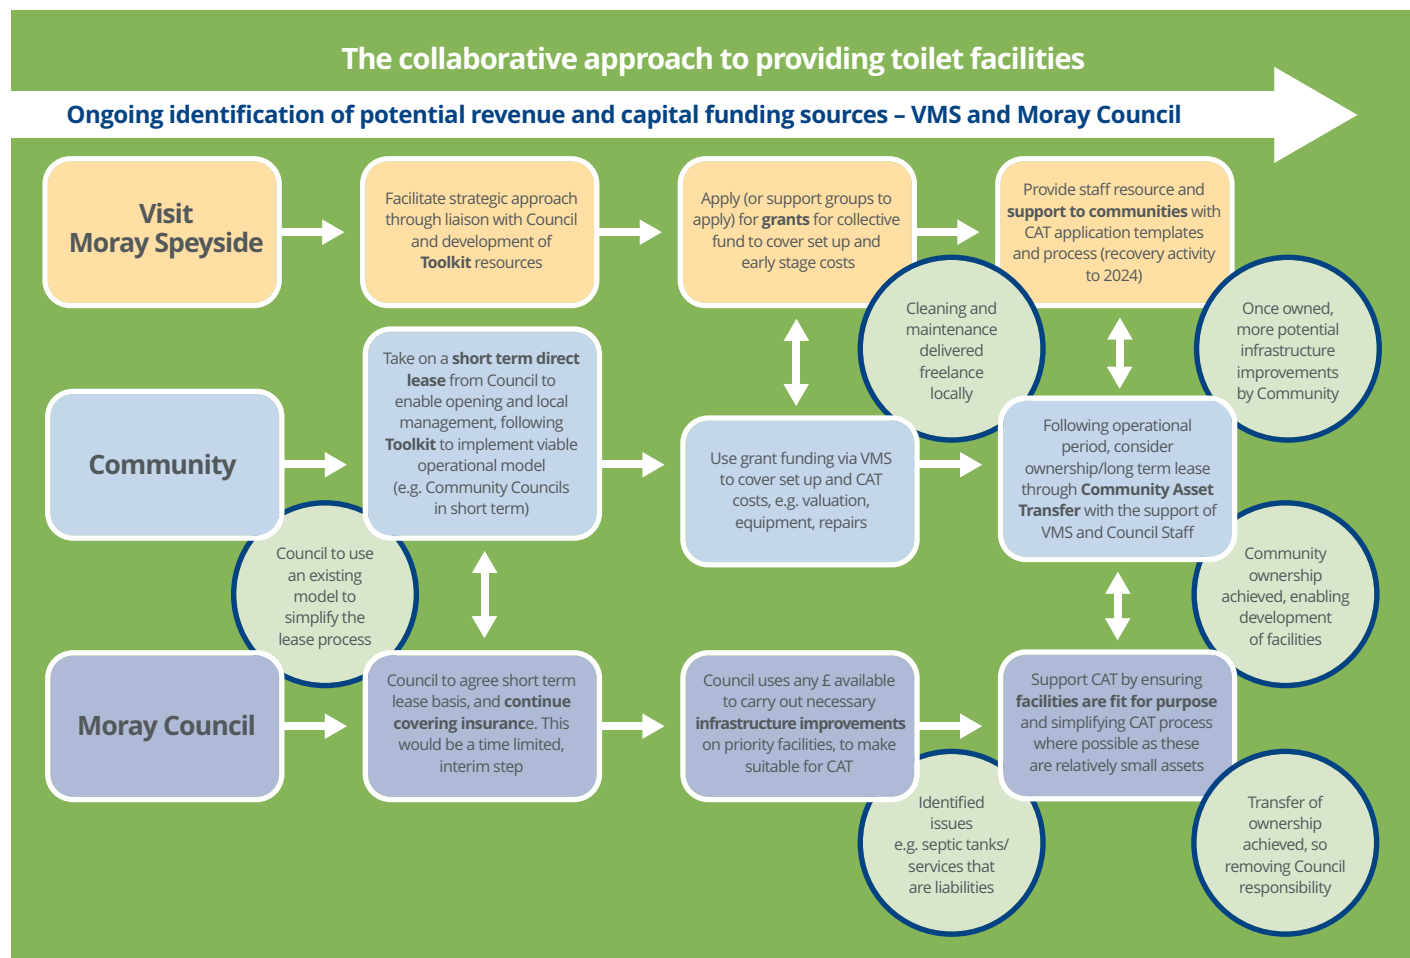 The collaborative approach to providing toilet facilities
Ongoing identification of potential revenue and capital funding sources – VMS and Moray Council
Visit
Moray Speyside
Facilitate strategic approach
through liaison with Council
and development of
Toolkit resources
Apply (or support groups to
apply) for grants for collective
fund to cover set up and
early stage costs
Provide staff resource and
support to communities with
CAT application templates
and process (recovery activity
to 2024)
Cleaning and
maintenance
delivered
freelance
locally
Once owned,
more potential
infrastructure
improvements
by Community
Community
Take on a short term direct
lease from Council to
enable opening and local
management, following
Toolkit to implement viable
operational model
(e.g. Community Councils
in short term)
Use grant funding via VMS
to cover set up and CAT
costs, e.g. valuation,
equipment, repairs
Following operational
period, consider
ownership/long term lease
through Community Asset
Transfer with the support of
VMS and Council Staff
Council to use
an existing
model to
simplify the
lease process
Community
ownership
achieved, enabling
development
of facilities
Moray Council
Council to agree short term
lease basis, and continue
covering insurance. This
would be a time limited,
interim step
Council uses any £ available
to carry out necessary
infrastructure improvements
on priority facilities, to make
suitable for CAT
Support CAT by ensuring
facilities are fit for purpose
and simplifying CAT process
where possible as these
are relatively small assets
Identified
issues
e.g. septic tanks/
services that
are liabilities
Transfer of
ownership
achieved, so
removing Council
responsibility